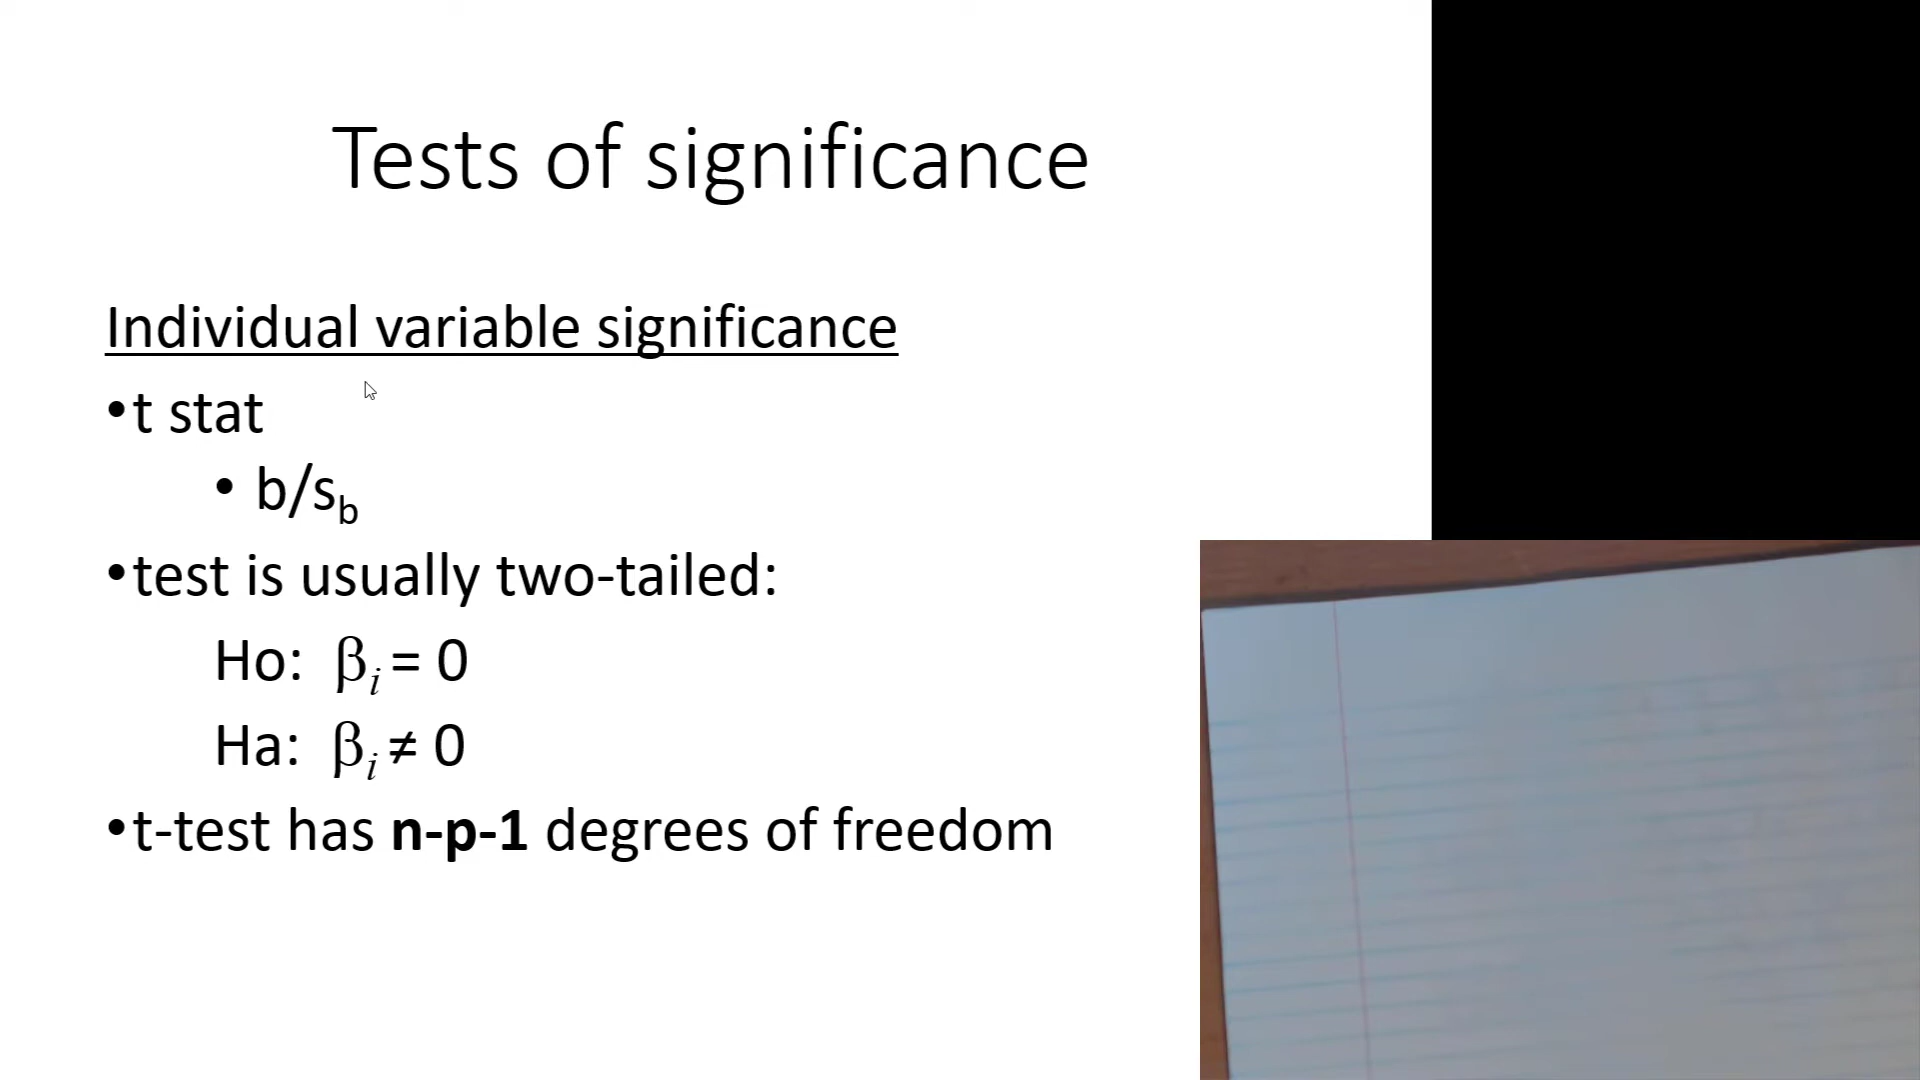 Tests of significance
Individual variable significance
•t stat
• b/s_b
•test is usually two-tailed:
Ho: β_i = 0
Ha: β_i ≠ 0
•t-test has n-p-1 degrees of freedom